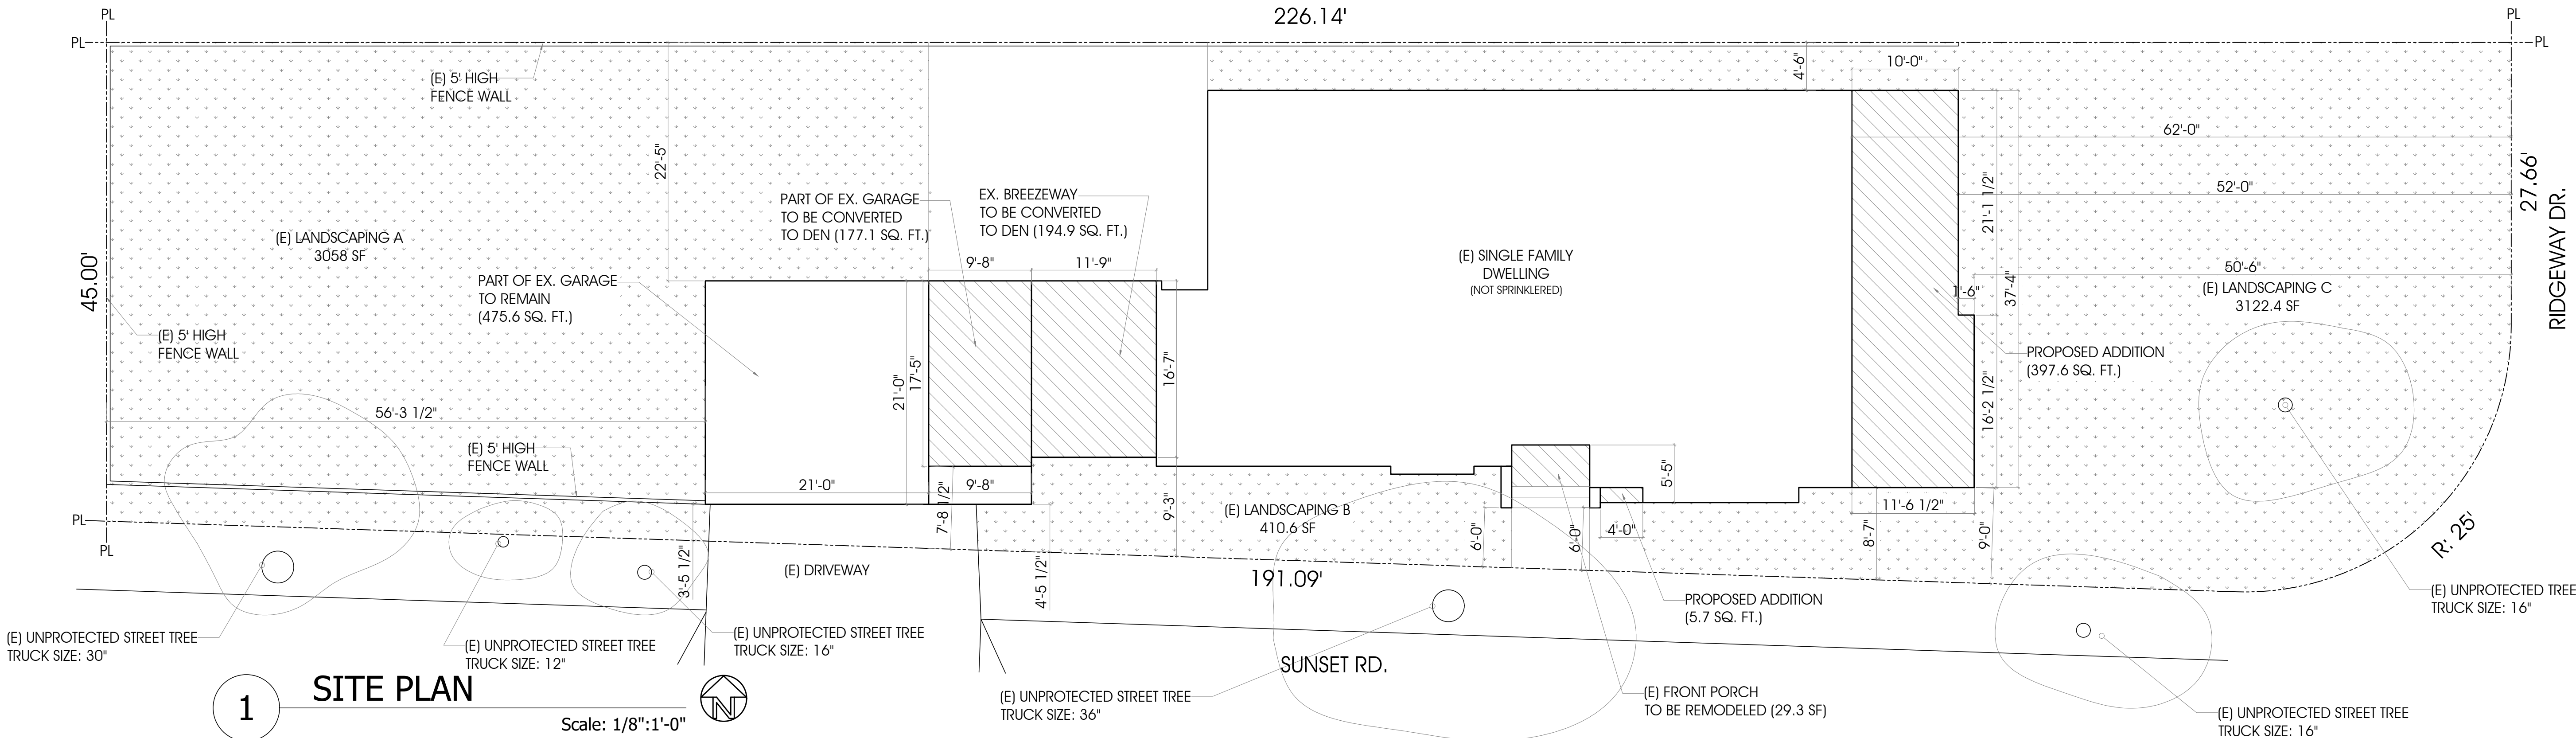 PL
226.14'
PL
PL
PL
(E) 5' HIGH
FENCE WALL
4'-6"
10'-0"
62'-0"
22'-5"
27.66'
RIDGEWAY DR.
PART OF EX. GARAGE
TO BE CONVERTED
TO DEN (177.1 SQ. FT.)
EX. BREEZEWAY
TO BE CONVERTED
TO DEN (194.9 SQ. FT.)
52'-0"
21'-1 1/2"
(E) LANDSCAPING A
3058 SF
45.00'
9'-8"
11'-9"
(E) SINGLE FAMILY
DWELLING
(NOT SPRINKLERED)
50'-6"
1'-6"
37'-4"
(E) LANDSCAPING C
3122.4 SF
PART OF EX. GARAGE
TO REMAIN
(475.6 SQ. FT.)
(E) 5' HIGH
FENCE WALL
21'-0"
17'-5"
16'-7"
PROPOSED ADDITION
(397.6 SQ. FT.)
16'-2 1/2"
56'-3 1/2"
(E) 5' HIGH
FENCE WALL
21'-0"
9'-8"
7'-8 1/2"
9'-3"
5'-5"
(E) LANDSCAPING B
410.6 SF
6'-0"
6'-0"
4'-0"
11'-6 1/2"
8'-7"
9'-0"
R: 25'
PL
PL
3'-5 1/2"
(E) DRIVEWAY
4'-5 1/2"
191.09'
PROPOSED ADDITION
(5.7 SQ. FT.)
(E) UNPROTECTED STREET TREE
TRUCK SIZE: 16"
(E) UNPROTECTED STREET TREE
TRUCK SIZE: 30"
(E) UNPROTECTED STREET TREE
TRUCK SIZE: 12"
(E) UNPROTECTED STREET TREE
TRUCK SIZE: 16"
SUNSET RD.
(E) UNPROTECTED STREET TREE
TRUCK SIZE: 36"
(E) FRONT PORCH
TO BE REMODELED (29.3 SF)
(E) UNPROTECTED STREET TREE
TRUCK SIZE: 16"
1
SITE PLAN
N
Scale: 1/8":1'-0"